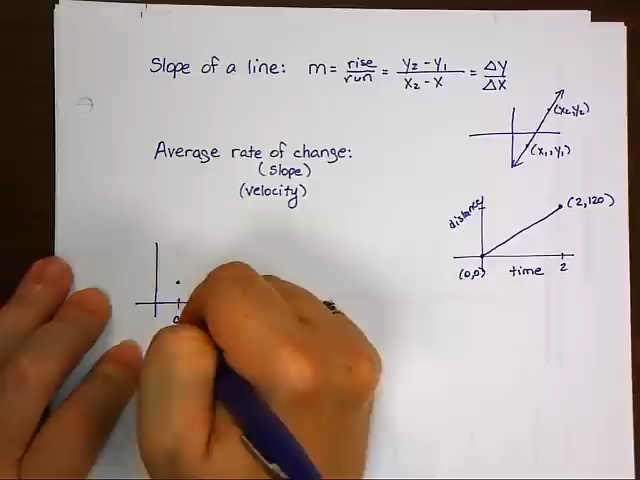 Slope of a line: m = rise/run = y₂ - y₁ / x₂ - x = Δy/Δx
(x₂, y₂)
(x₁, y₁)
Average rate of change:
(slope)
(velocity)
distance
(2,120)
(0,0) time 2
a